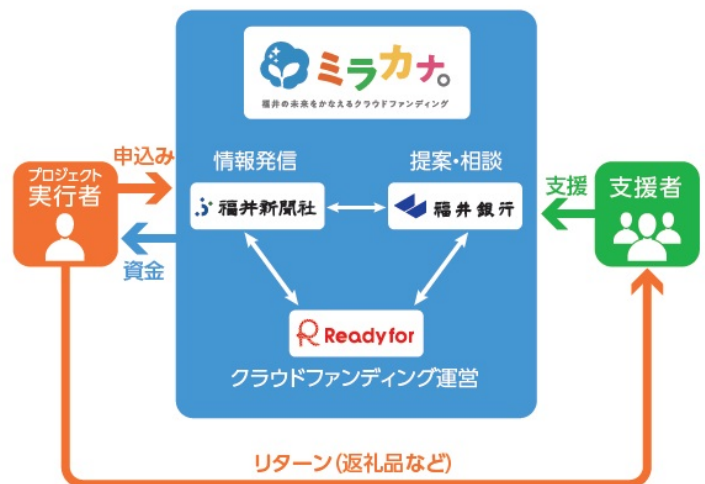 ミラカナ。
福井の未来をかなえるクラウドファンディング
申込み
情報発信
提案・相談
プロジェクト
実行者
福井新聞社
福井銀行
支援
支援者
資金
Readyfor
クラウドファンディング運営
リターン(返礼品など)